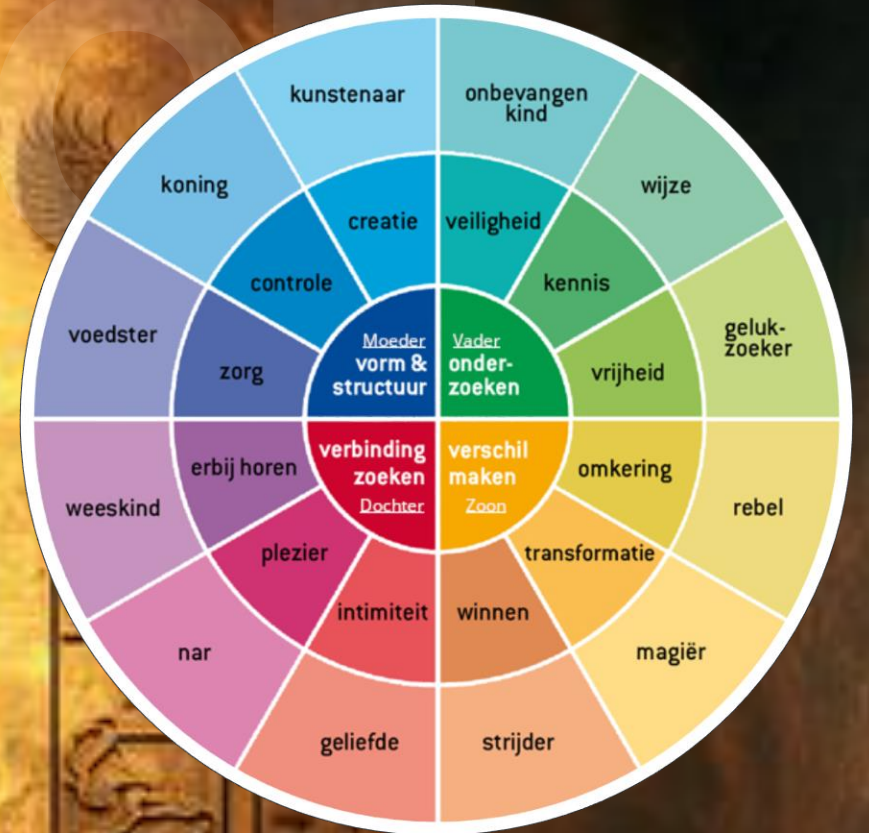 kunstenaar
onbevangen
kind
wijze
geluk-
zoeker
rebel
magiër
strijder
geliefde
nar
weeskind
voedster
koning
creatie
veiligheid
kennis
vrijheid
omkering
transformatie
winnen
intimiteit
plezier
erbij horen
zorg
controle
Moeder
vorm &
structuur
Vader
onder-
zoeken
verbinding
zoeken
Dochter
verschil
maken
Zoon